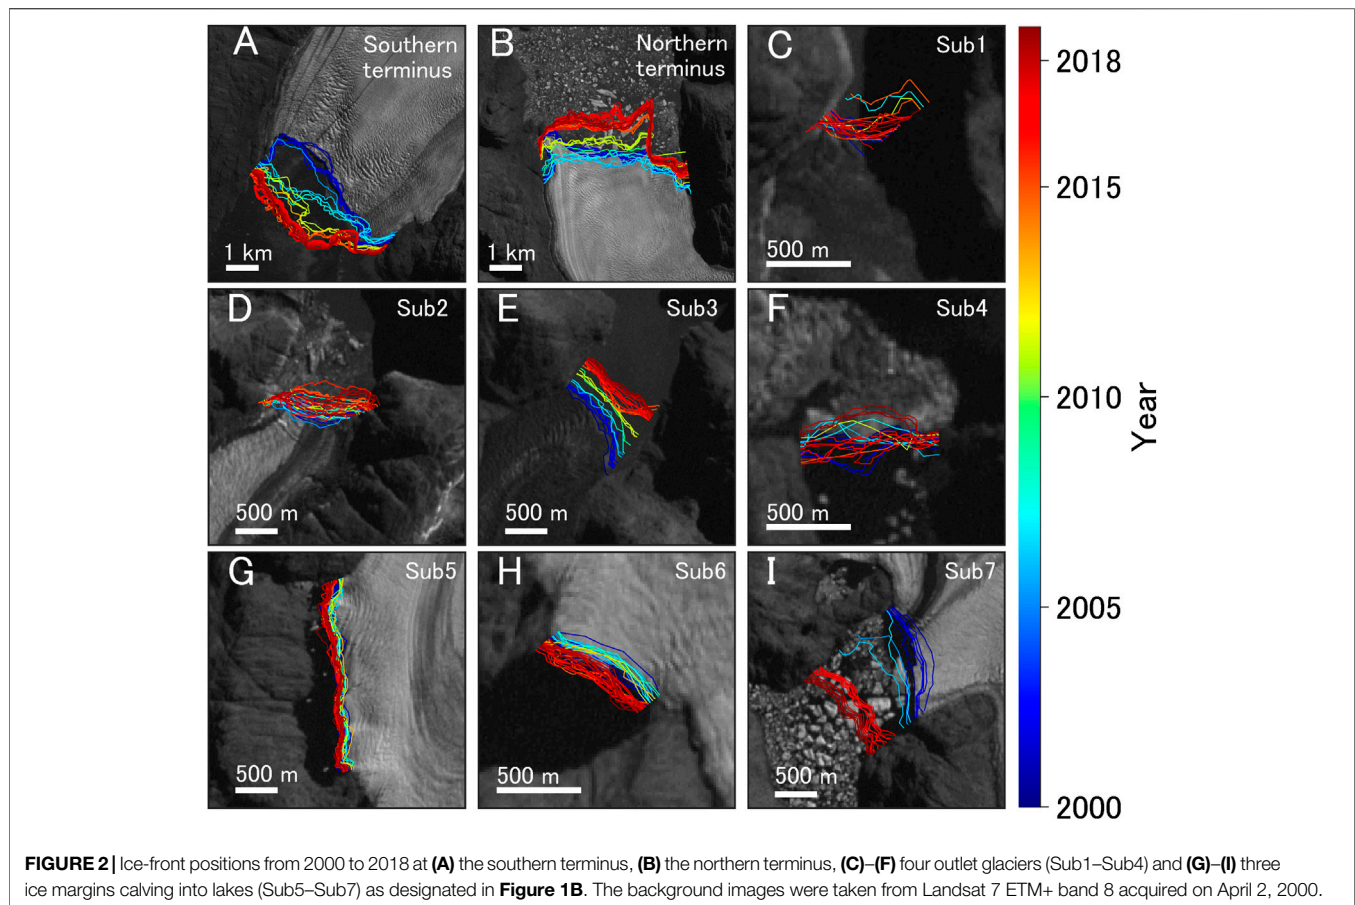 A
Southern
terminus
1 km
B
Northern
terminus
1 km
C
Sub1
500 m
D
Sub2
500 m
E
Sub3
500 m
F
Sub4
500 m
G
Sub5
500 m
H
Sub6
500 m
I
Sub7
500 m
2018
2015
2010
2005
2000
Year
FIGURE 2 | Ice-front positions from 2000 to 2018 at (A) the southern terminus, (B) the northern terminus, (C)–(F) four outlet glaciers (Sub1–Sub4) and (G)–(I) three
ice margins calving into lakes (Sub5–Sub7) as designated in Figure 1B. The background images were taken from Landsat 7 ETM+ band 8 acquired on April 2, 2000.